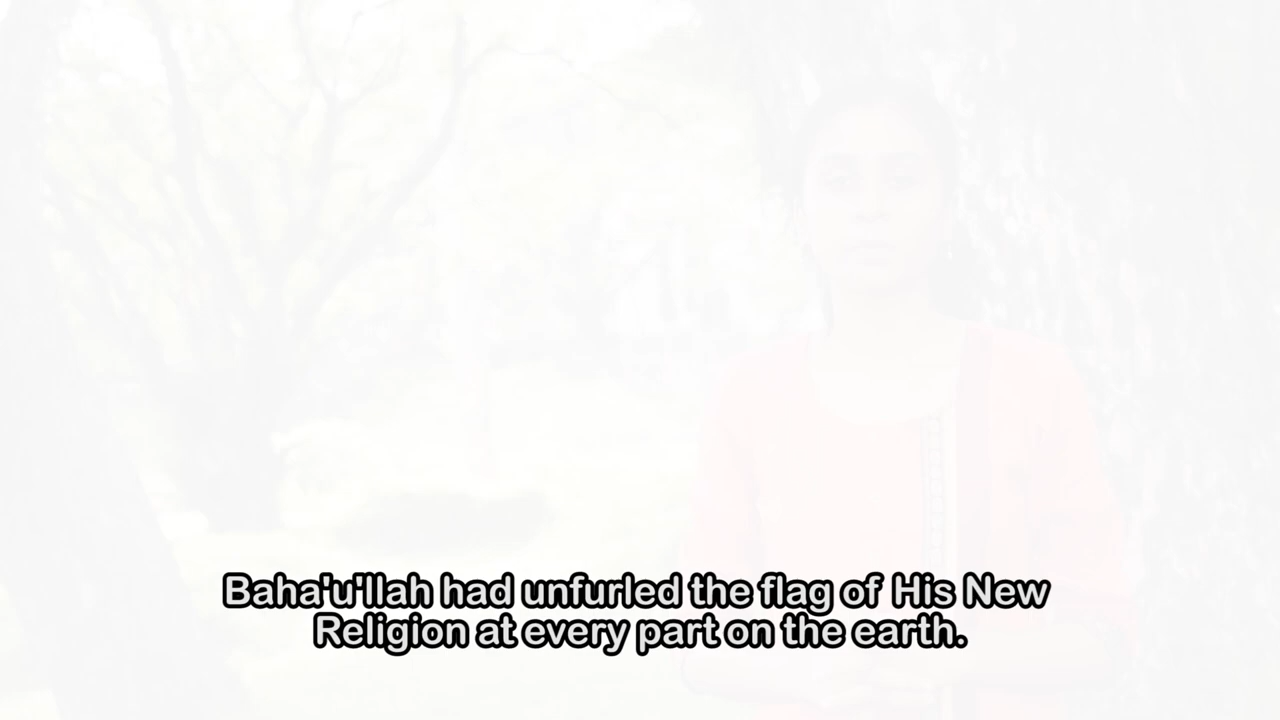 Baha'u'llah had unfurled the flag of His New
Religion at every part on the earth.